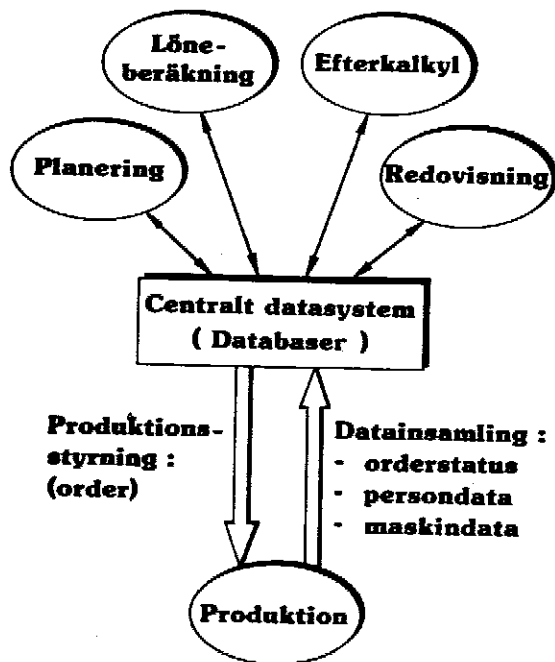 Löne-
beräkning
Efterkalkyl
Planering
Redovisning
Centralt datasystem
( Databaser )
Produktions-
styrning :
(order)
Datainsamling :
- orderstatus
- persondata
- maskindata
Produktion